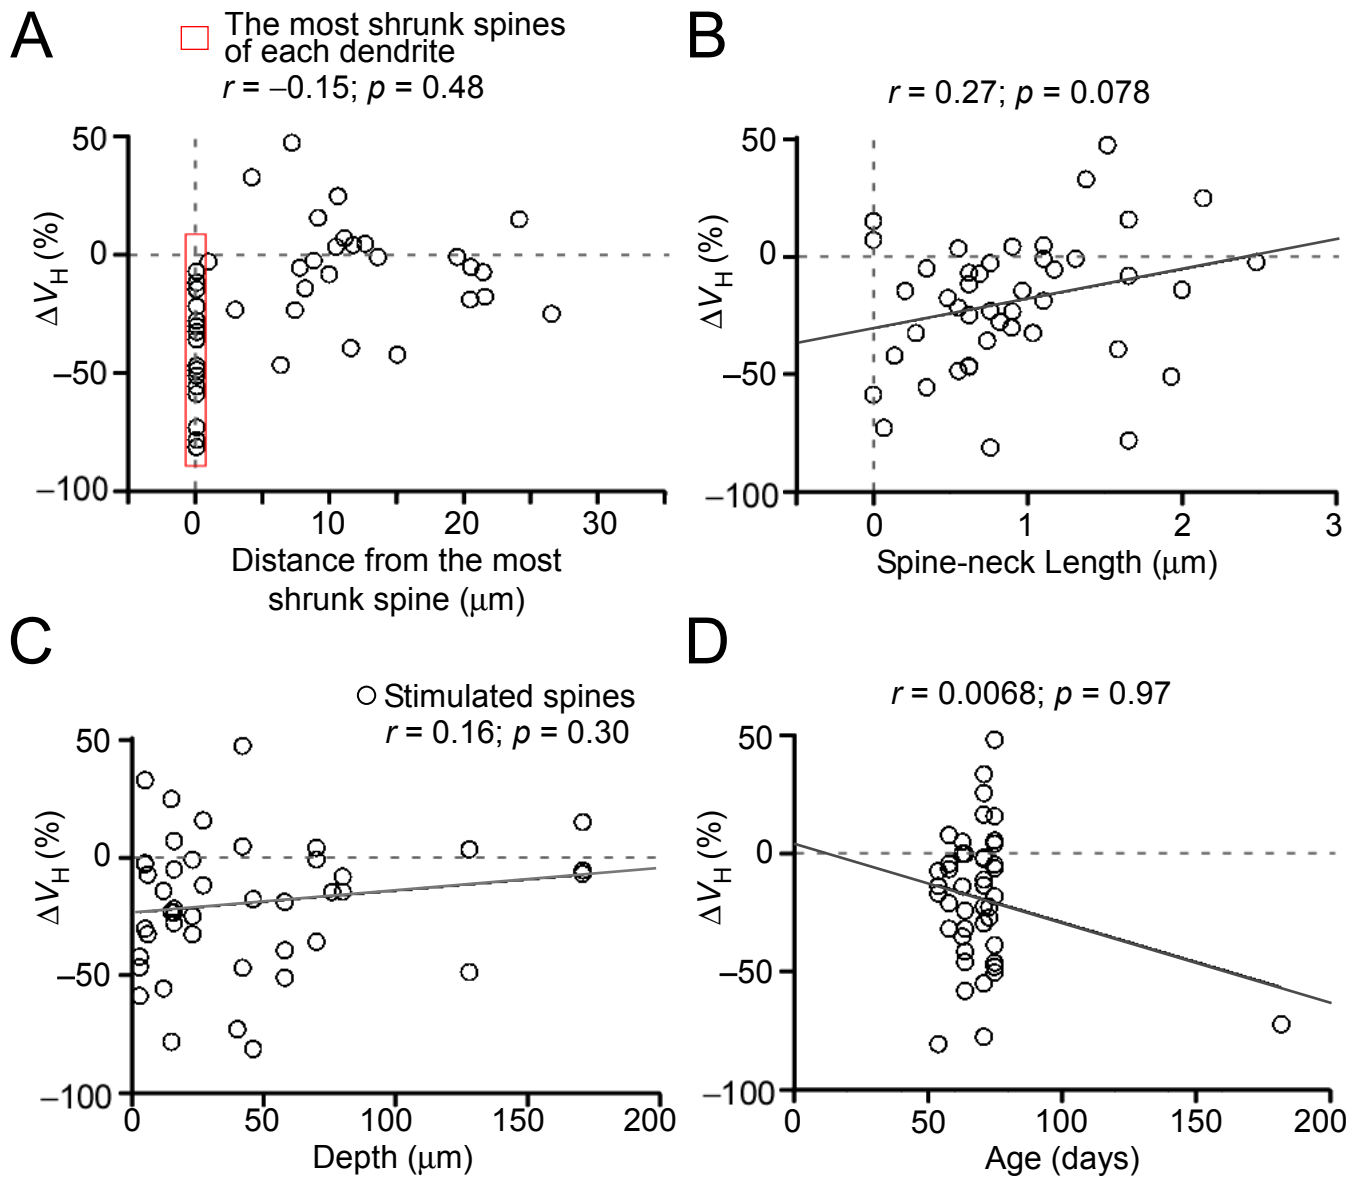 A
The most shrunk spines
of each dendrite
r = −0.15; p = 0.48
50
0
−50
−100
ΔVH (%)
0 10 20 30
Distance from the most
shrunk spine (μm)
B
r = 0.27; p = 0.078
50
0
−50
−100
ΔVH (%)
0 1 2 3
Spine-neck Length (μm)
C
Stimulated spines
r = 0.16; p = 0.30
50
0
−50
−100
ΔVH (%)
0 50 100 150 200
Depth (μm)
D
r = 0.0068; p = 0.97
50
0
−50
−100
ΔVH (%)
0 50 100 150 200
Age (days)